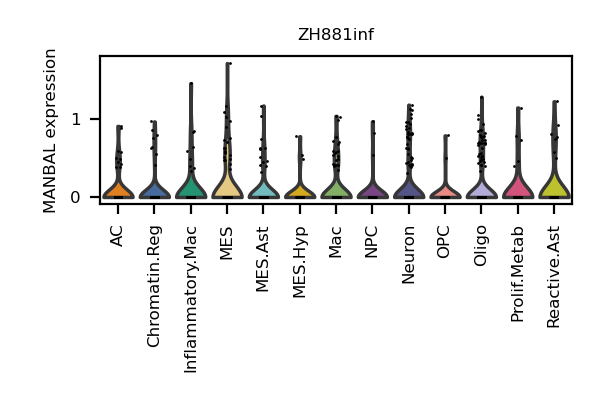 ZH881inf
MANBAL expression
1
0
AC
Chromatin.Reg
Inflammatory.Mac
MES
MES.Ast
MES.Hyp
Mac
NPC
Neuron
OPC
Oligo
Prolif.Metab
Reactive.Ast